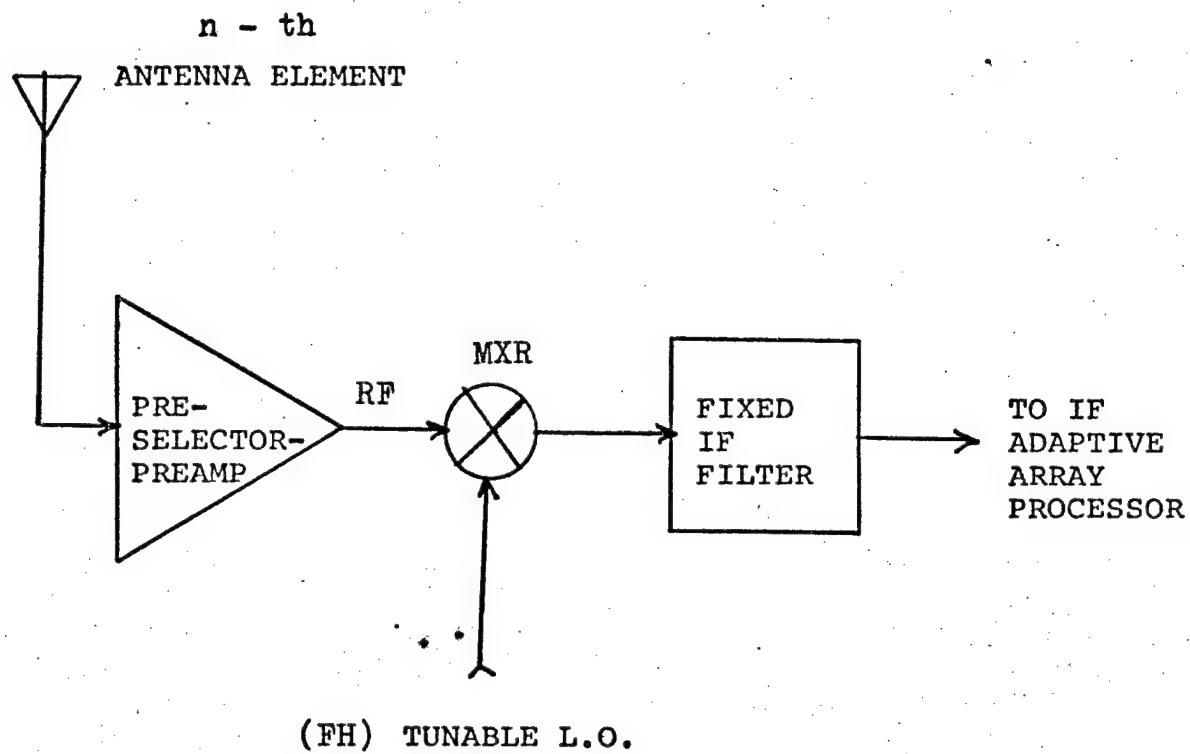 n - th
ANTENNA ELEMENT
PRE-
SELECTOR-
PREAMP
RF
MXR
FIXED
IF
FILTER
TO IF
ADAPTIVE
ARRAY
PROCESSOR
(FH) TUNABLE L.O.